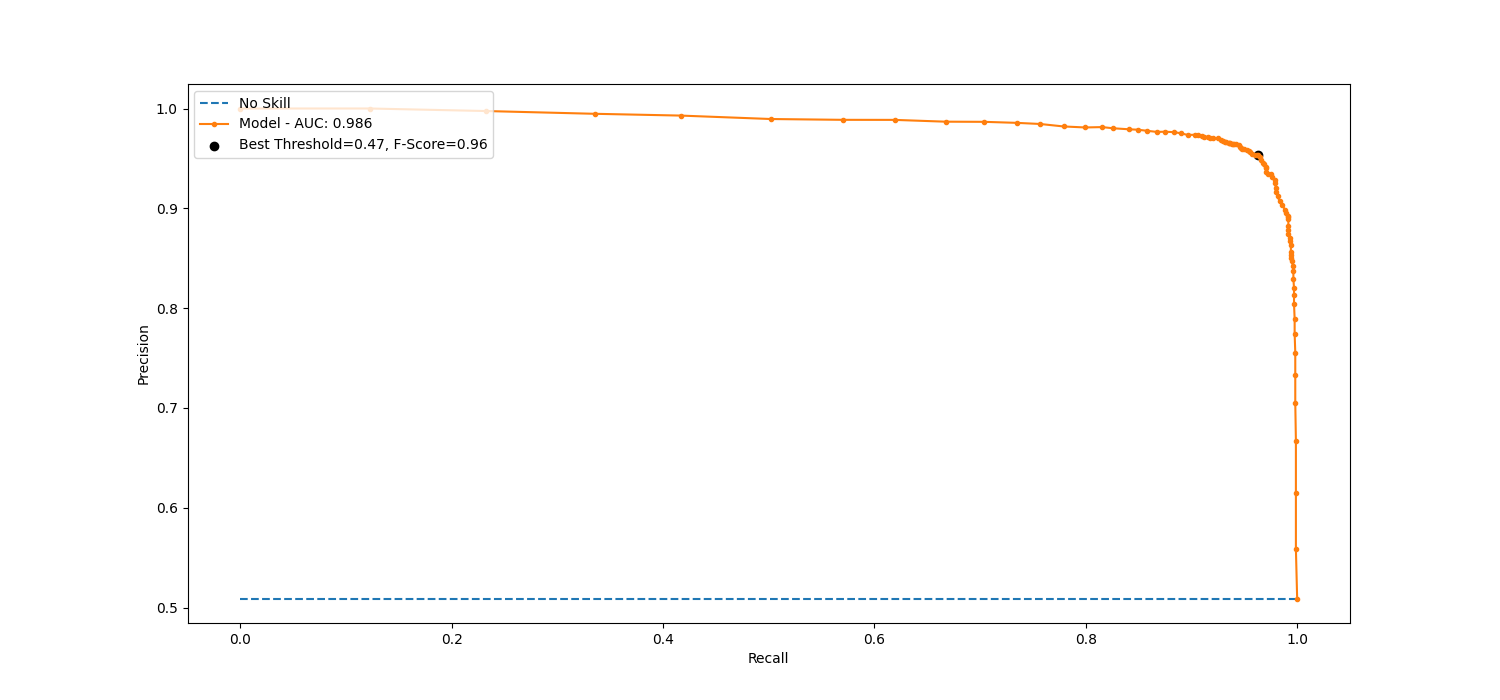 No Skill
Model - AUC: 0.986
Best Threshold=0.47, F-Score=0.96
1.0
0.9
0.8
0.7
0.6
0.5
Precision
0.0 0.2 0.4 0.6 0.8 1.0
Recall